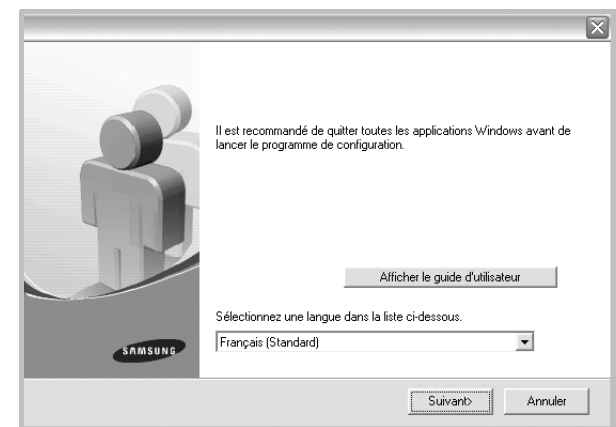 Il est recommandé de quitter toutes les applications Windows avant de
lancer le programme de configuration.
Afficher le guide d'utilisateur
Sélectionnez une langue dans la liste ci-dessous.
Français (Standard)
SAMSUNG
Suivant>
Annuler